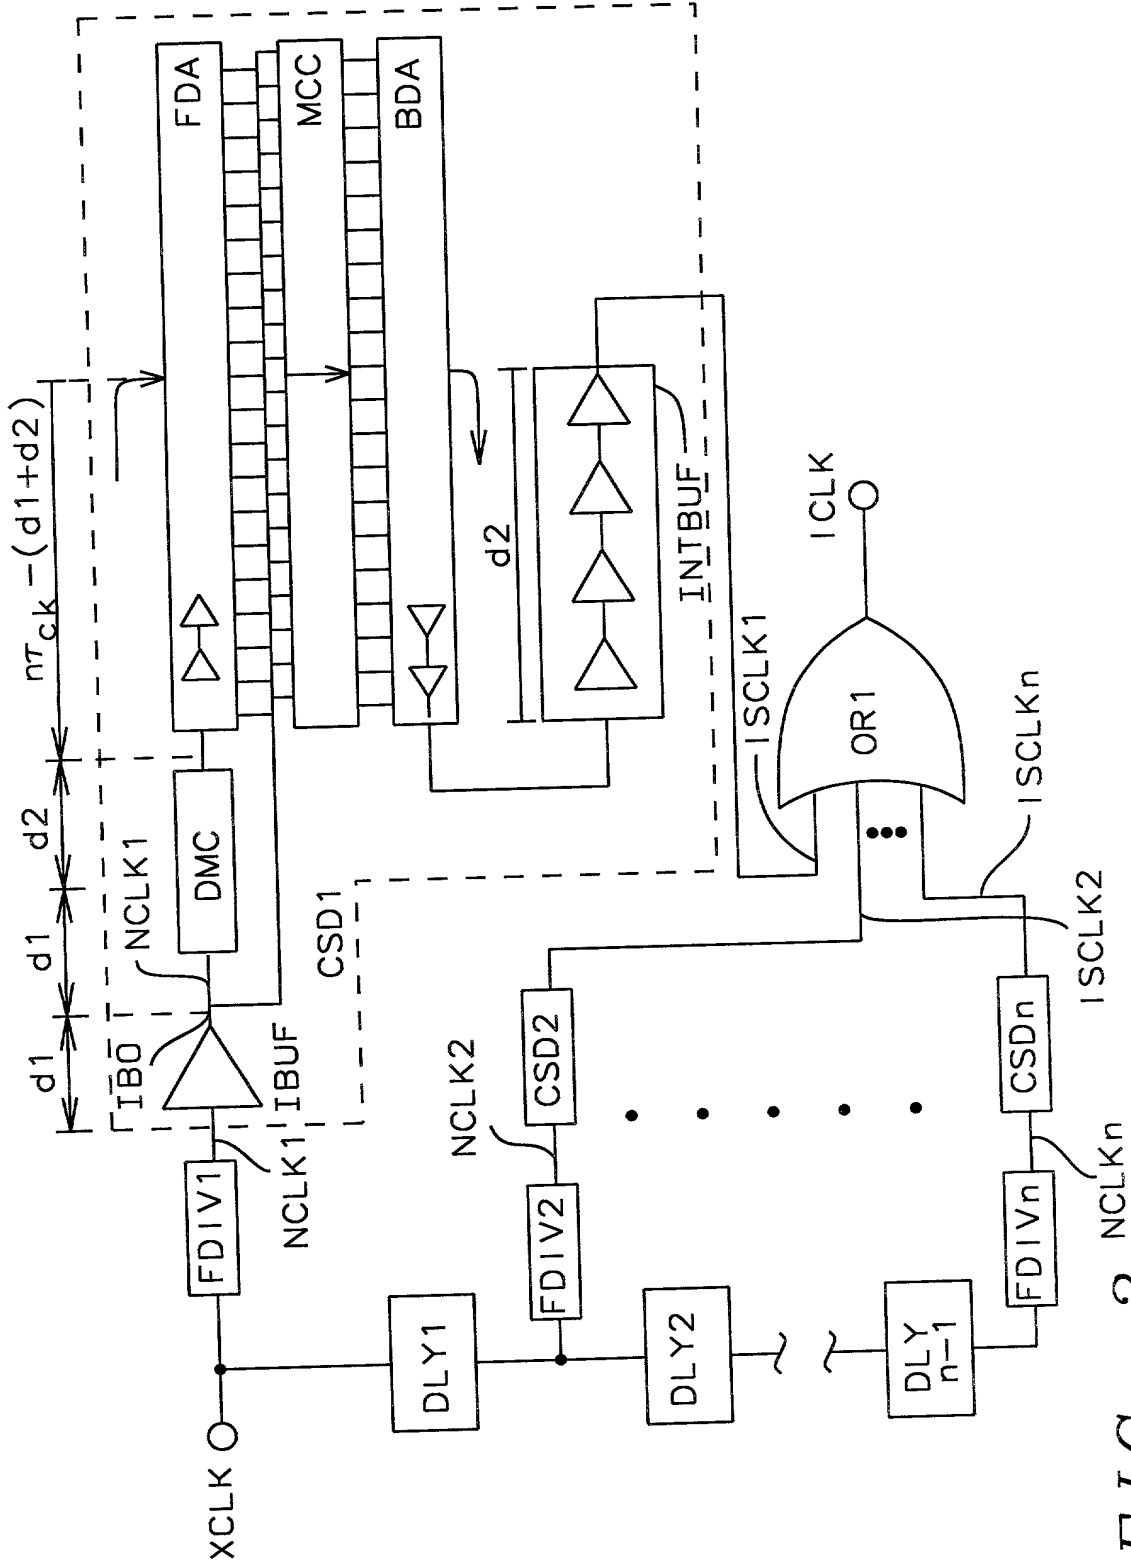 d1
d1
d2
nτck-(d1+d2)
IBO
NCLK1
XCLK
FDIV1
DMC
FDA
NCLK1
IBUF
CSD1
MCC
BDA
DLY1
NCLK2
d2
FDIV2
CSD2
INTBUF
DLY2
ISCLK1
ICLK
OR1
DLY
n-1
FDIVn
CSDn
ISCLKn
NCLKn
ISCLK2
FIG.